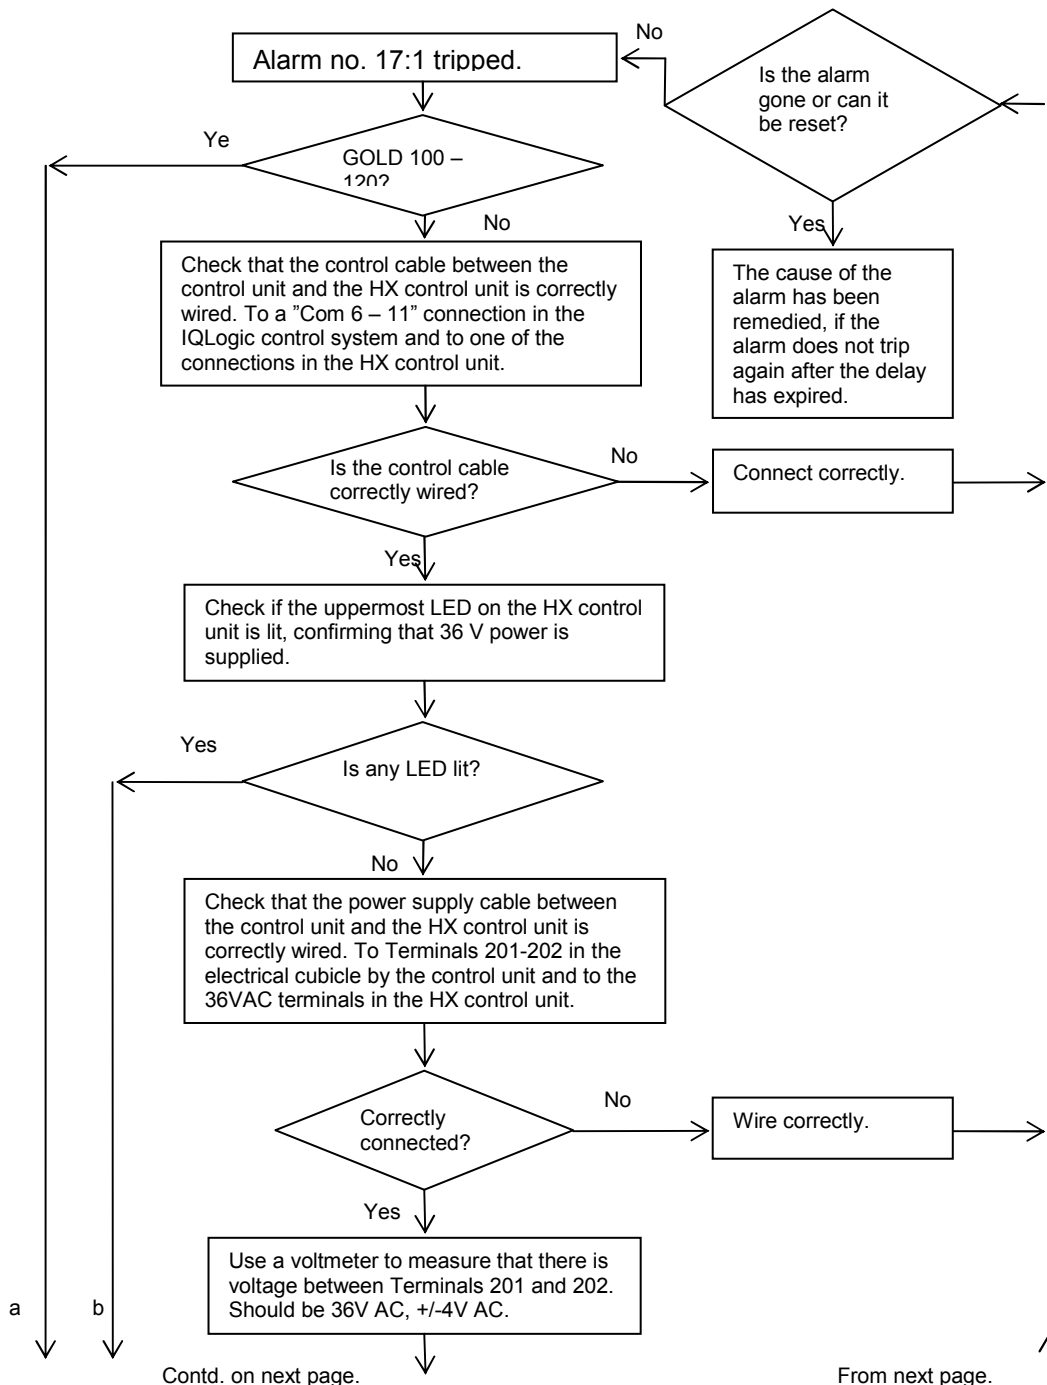 No
Alarm no. 17:1 tripped.
Is the alarm
gone or can it
be reset?
Ye
GOLD 100 –
120?
No
Yes
Check that the control cable between the
control unit and the HX control unit is correctly
wired. To a ”Com 6 – 11” connection in the
IQLogic control system and to one of the
connections in the HX control unit.
The cause of the
alarm has been
remedied, if the
alarm does not trip
again after the delay
has expired.
Is the control cable
correctly wired?
No
Connect correctly.
Yes
Check if the uppermost LED on the HX control
unit is lit, confirming that 36 V power is
supplied.
Yes
Is any LED lit?
No
Check that the power supply cable between
the control unit and the HX control unit is
correctly wired. To Terminals 201-202 in the
electrical cubicle by the control unit and to the
36VAC terminals in the HX control unit.
Correctly
connected?
No
Wire correctly.
Yes
Use a voltmeter to measure that there is
voltage between Terminals 201 and 202.
Should be 36V AC, +/-4V AC.
a
b
Contd. on next page.
From next page.